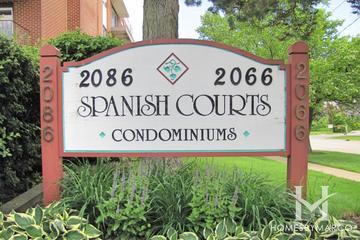 2086 2066
SPANISH COURTS
CONDOMINIUMS
2086
2066
H
HOMESBYMARCO